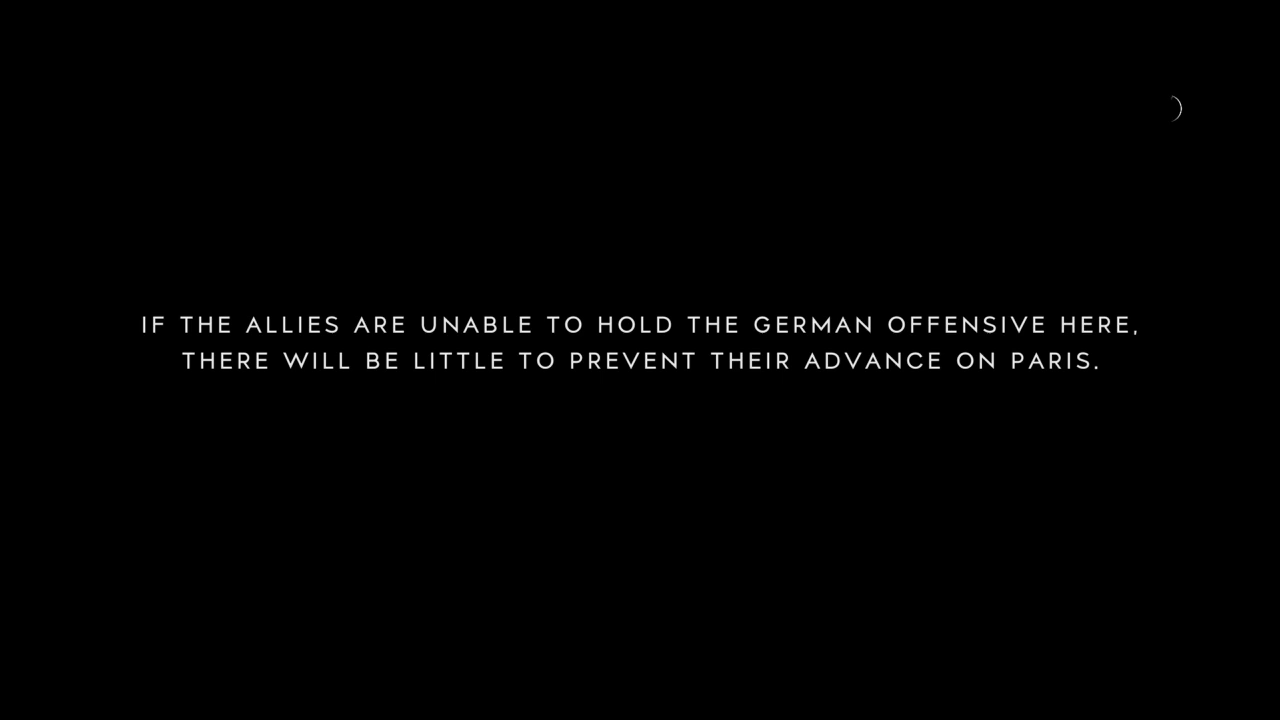 IF THE ALLIES ARE UNABLE TO HOLD THE GERMAN OFFENSIVE HERE,
THERE WILL BE LITTLE TO PREVENT THEIR ADVANCE ON PARIS.